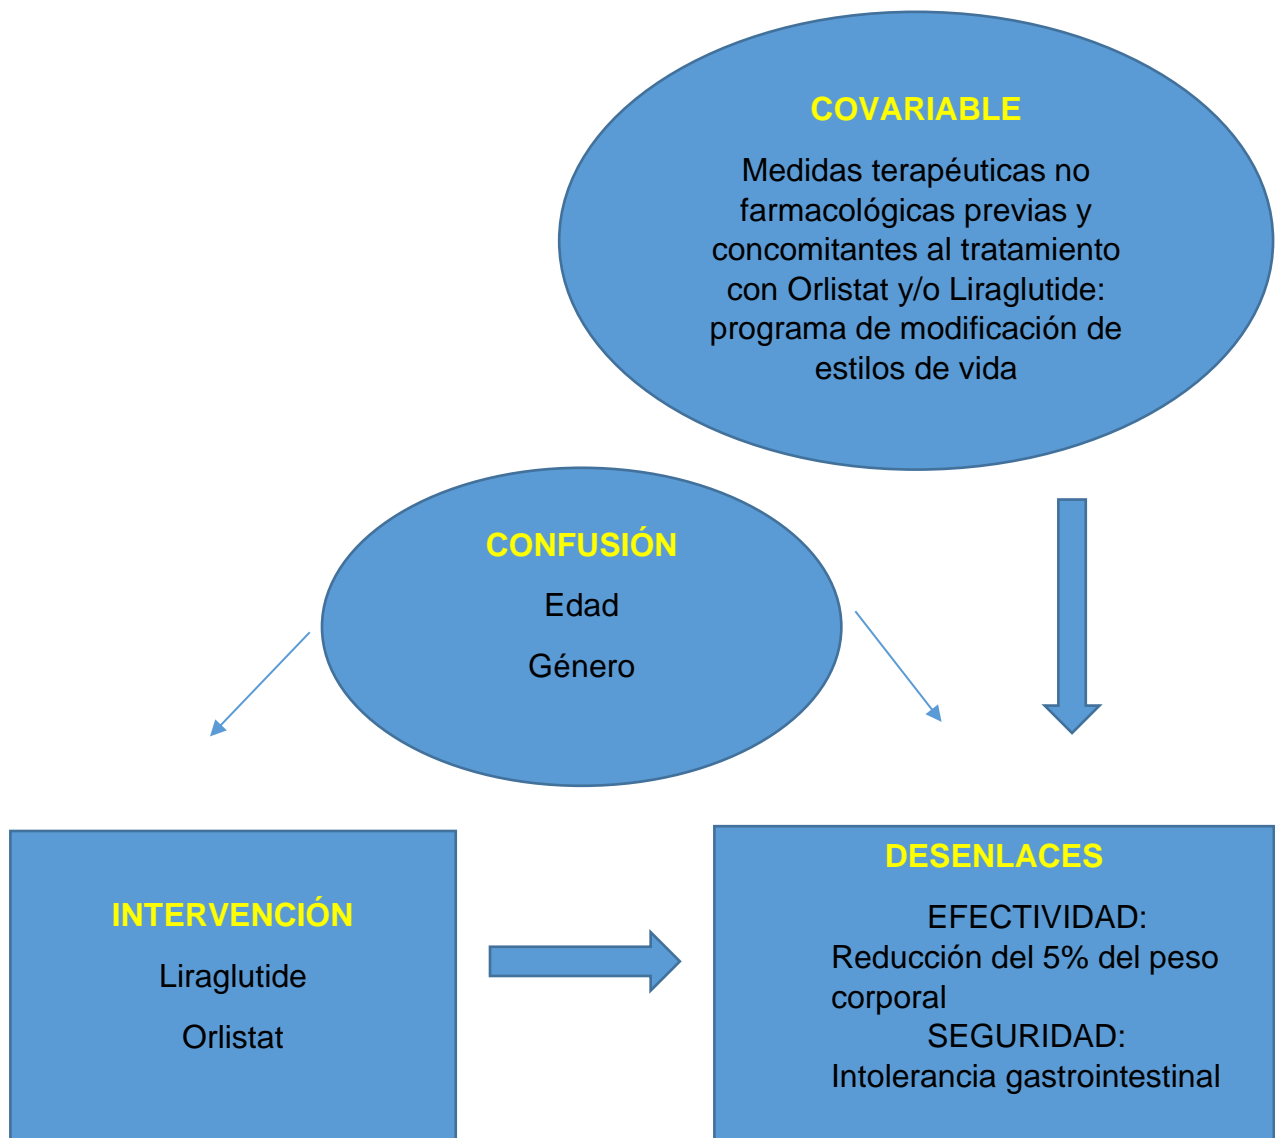 COVARIABLE
Medidas terapéuticas no
farmacológicas previas y
concomitantes al tratamiento
con Orlistat y/o Liraglutide:
programa de modificación de
estilos de vida
CONFUSIÓN
Edad
Género
INTERVENCIÓN
Liraglutide
Orlistat
DESENLACES
EFECTIVIDAD:
Reducción del 5% del peso
corporal
SEGURIDAD:
Intolerancia gastrointestinal